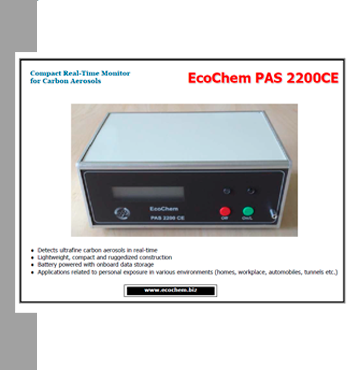 Compact Real-Time Monitor
for Carbon Aerosols
EcoChem PAS 2200CE
EcoChem
PAS 2200 CE
Off
Detects ultrafine carbon aerosols in real-time
Lightweight, compact and ruggedized construction
Battery powered with onboard data storage
Applications related to personal exposure in various environments (homes, workplace, automobiles, tunnels etc.)
www.ecochem.biz